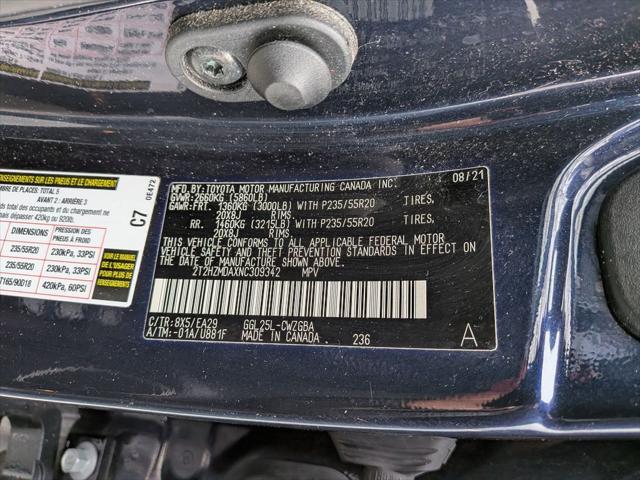 RENSEIGNEMENTS SUR LES PNEUS ET LE CHARGEMENT
OMBRE DE PLACES: TOTAL 5
AVANT 2: ARRIÈRE 3
total des occupants et du chargement ne
dépasser 420kg ou 920lb.
DIMENSIONS
PRESSION DES PNEUS À FROID
235/55R20
230kPa, 33PSI
235/55R20
230kPa, 33PSI
T165/90D18
420kPa, 60PSI
VOIR LE MANUEL DE L'USAGER POUR PLUS DE
C7
0E472
MFD. BY: TOYOTA MOTOR MANUFACTURING CANADA INC. 08/21
GVWR: 2660KG (5860LB)
GAWR: FRT. 1360KG (3000LB) WITH P235/55R20 TIRES.
20X8J RIMS.
RR. 1460KG (3215LB) WITH P235/55R20 TIRES.
20X8J RIMS.
THIS VEHICLE CONFORMS TO ALL APPLICABLE FEDERAL MOTOR
VEHICLE SAFETY AND THEFT PREVENTION STANDARDS IN EFFECT ON
THE DATE OF MANUFACTURE SHOWN ABOVE.
2T2HZMDAXNC309342 MPV
C/TR: 8X5/EA29 GGL25L-CWZGBA
A/TM: -01A/U881F MADE IN CANADA 236 A